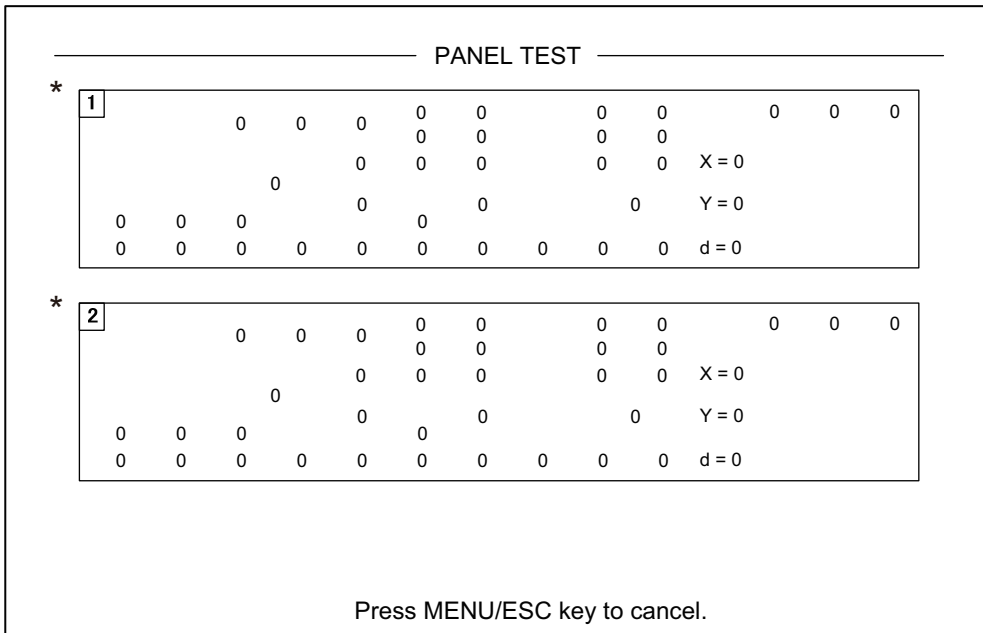 PANEL TEST
*
1
0 0 0 0 0 0 0
0 0 0
0 0 0 0
0 0 0 0 0 X = 0
0
0 0 0 Y = 0
0 0 0 0
0 0 0 0 0 0 0 0 0 0 d = 0
*
2
0 0 0 0 0 0 0
0 0 0
0 0 0 0
0 0 0 0 0 X = 0
0
0 0 0 Y = 0
0 0 0 0
0 0 0 0 0 0 0 0 0 0 d = 0
Press MENU/ESC key to cancel.